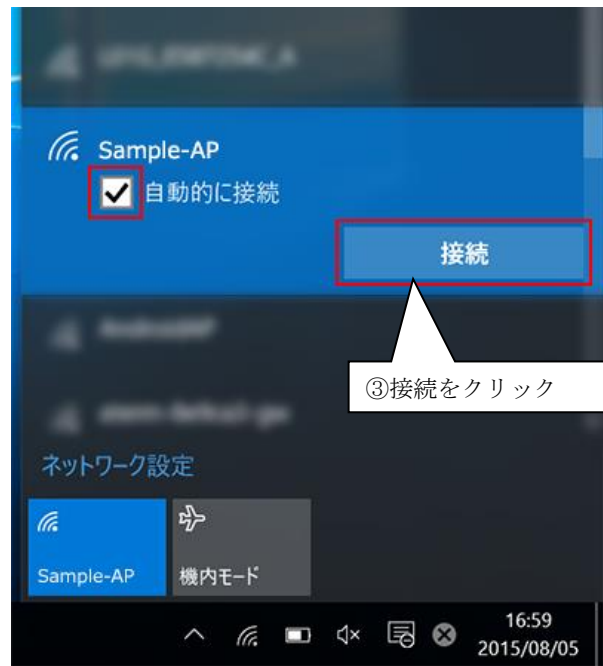 Sample-AP
自動的に接続
接続
③接続をクリック
ネットワーク設定
Sample-AP
機内モード
16:59
2015/08/05